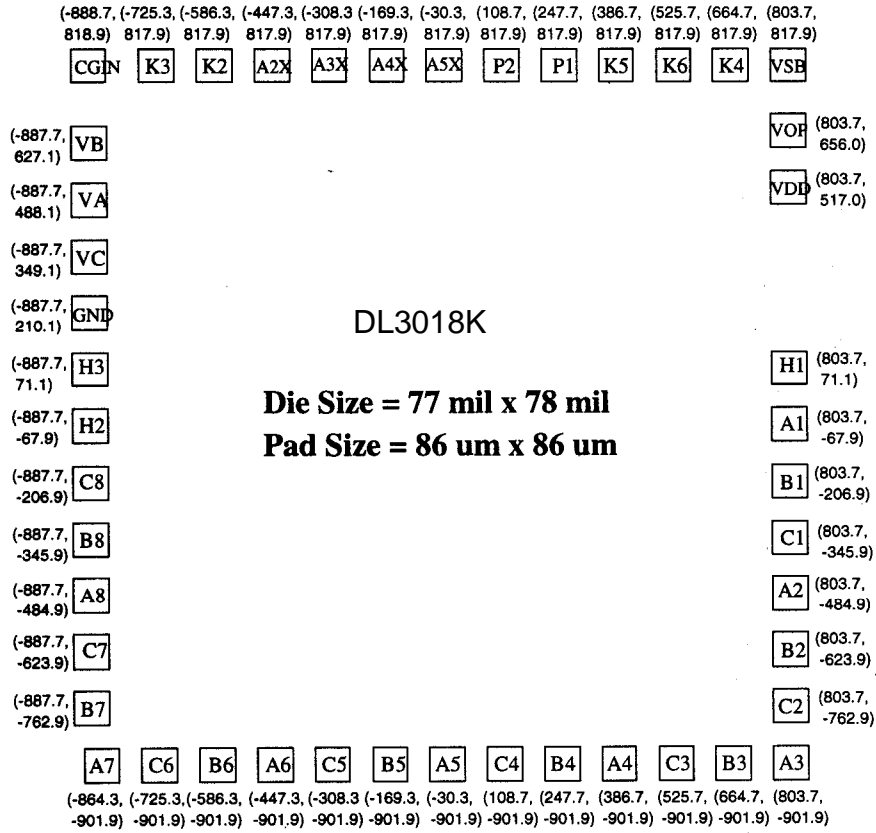 (-888.7, (-725.3, (-586.3, (-447.3, (-308.3 (-169.3, (-30.3, (108.7, (247.7, (386.7, (525.7, (664.7, (803.7,
818.9) 817.9) 817.9) 817.9) 817.9) 817.9) 817.9) 817.9) 817.9) 817.9) 817.9) 817.9) 817.9)
CGIN K3 K2 A2X A3X A4X A5X P2 P1 K5 K6 K4 VSB
(-887.7,
627.1)
VB
VOP
(803.7,
656.0)
(-887.7,
488.1)
VA
VDD
(803.7,
517.0)
(-887.7,
349.1)
VC
(-887.7,
210.1)
GND
DL3018K
(-887.7,
71.1)
H3
H1
(803.7,
71.1)
Die Size = 77 mil x 78 mil
(-887.7,
-67.9)
H2
A1
(803.7,
-67.9)
Pad Size = 86 um x 86 um
(-887.7,
-206.9)
C8
B1
(803.7,
-206.9)
(-887.7,
-345.9)
B8
C1
(803.7,
-345.9)
(-887.7,
-484.9)
A8
A2
(803.7,
-484.9)
(-887.7,
-623.9)
C7
B2
(803.7,
-623.9)
(-887.7,
-762.9)
B7
C2
(803.7,
-762.9)
A7 C6 B6 A6 C5 B5 A5 C4 B4 A4 C3 B3 A3
(-864.3, (-725.3, (-586.3, (-447.3, (-308.3 (-169.3, (-30.3, (108.7, (247.7, (386.7, (525.7, (664.7, (803.7,
-901.9) -901.9) -901.9) -901.9) -901.9) -901.9) -901.9) -901.9) -901.9) -901.9) -901.9) -901.9) -901.9)